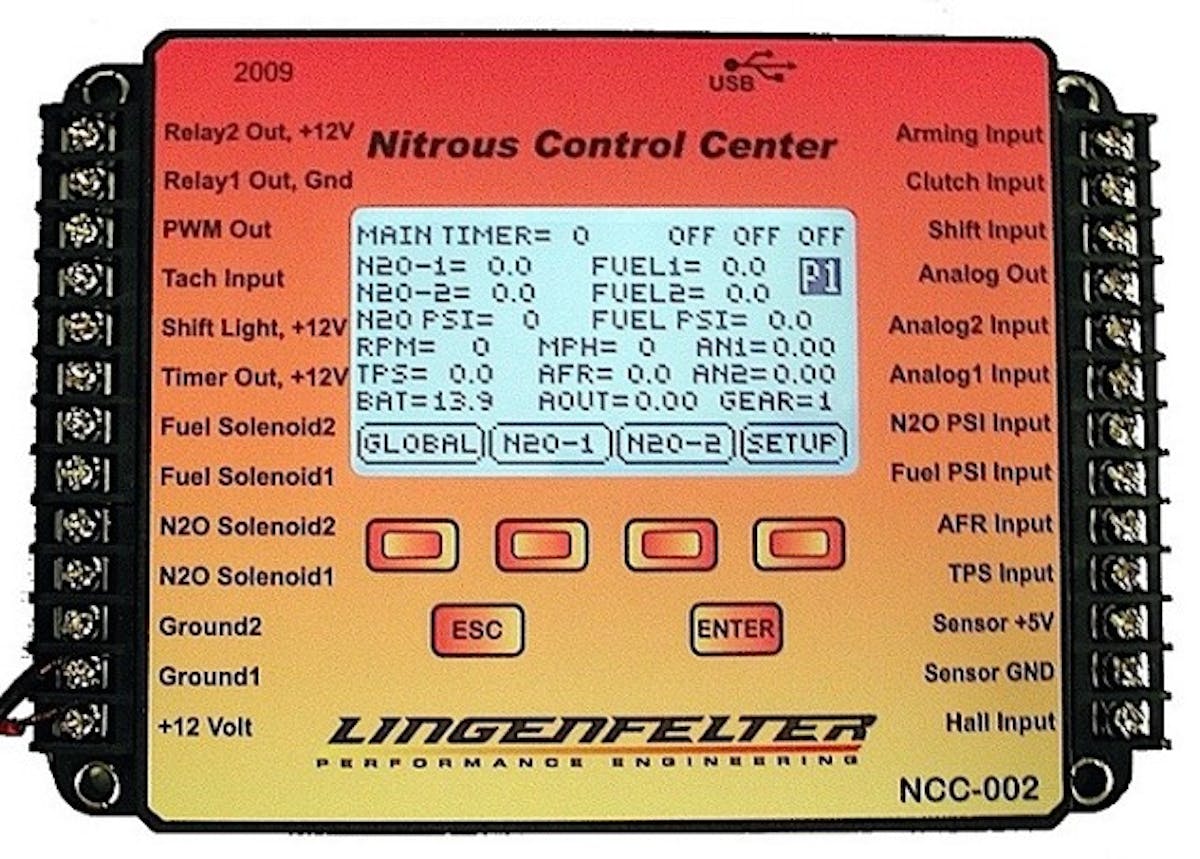 2009
USB
Nitrous Control Center
Relay2 Out, +12V
Relay1 Out, Gnd
PWM Out
Tach Input
Shift Light, +12V
Timer Out, +12V
Fuel Solenoid2
Fuel Solenoid1
N2O Solenoid2
N2O Solenoid1
Ground2
Ground1
+12 Volt
MAIN TIMER= 0 OFF OFF OFF
N2O-1= 0.0 FUEL1= 0.0 P1
N2O-2= 0.0 FUEL2= 0.0
N2O PSI= 0 FUEL PSI= 0.0
RPM= 0 MPH= 0 AN1=0.00
TPS= 0.0 AFR= 0.0 AN2=0.00
BAT=13.9 AOUT=0.00 GEAR=1
GLOBAL N2O-1 N2O-2 SETUP
ESC ENTER
Arming Input
Clutch Input
Shift Input
Analog Out
Analog2 Input
Analog1 Input
N2O PSI Input
Fuel PSI Input
AFR Input
TPS Input
Sensor +5V
Sensor GND
Hall Input
LINGENFELTER
PERFORMANCE ENGINEERING
NCC-002